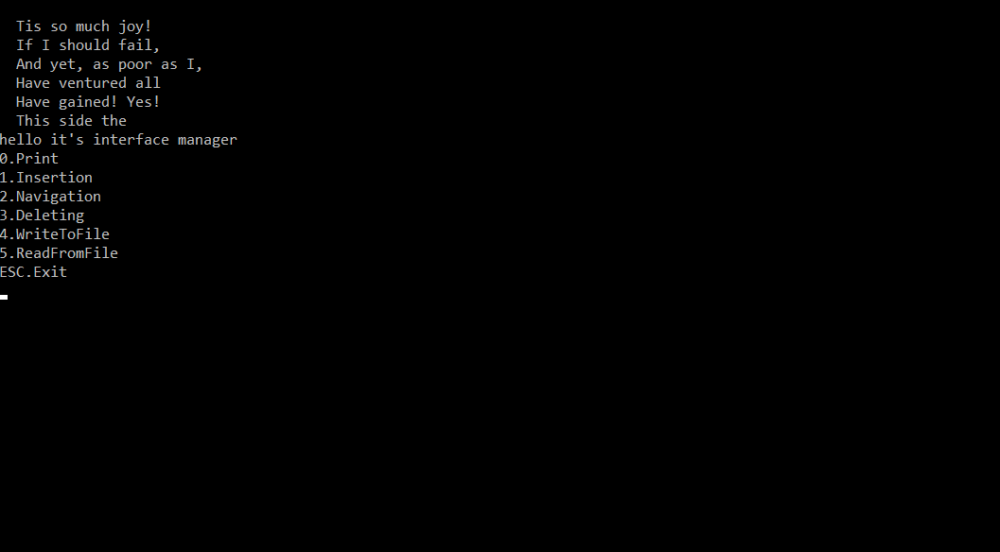 Tis so much joy!
If I should fail,
And yet, as poor as I,
Have ventured all
Have gained! Yes!
This side the
hello it's interface manager
0.Print
1.Insertion
2.Navigation
3.Deleting
4.WriteToFile
5.ReadFromFile
ESC.Exit